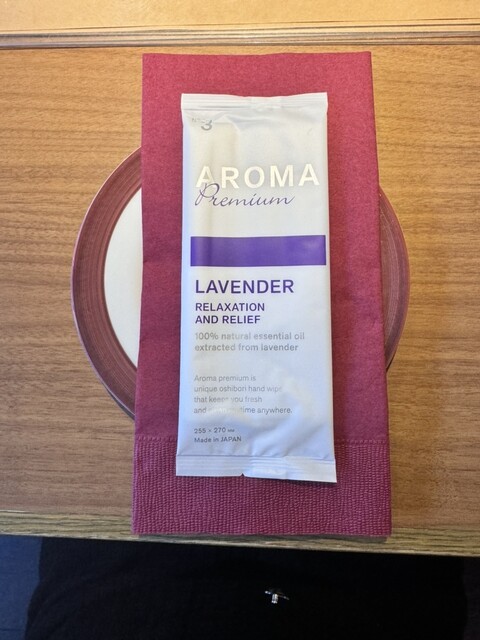 3
AROMA
Premium
LAVENDER
RELAXATION
AND RELIEF
100% natural essential oil
extracted from lavender
Aroma premium is
unique oshibori hand wipe
that keeps you fresh
and time anywhere.
255 × 270 mm
Made in JAPAN